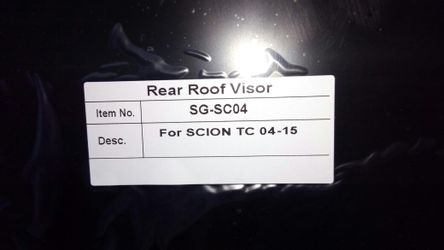 Rear Roof Visor
Item No. SG-SC04
Desc. For SCION TC 04-15